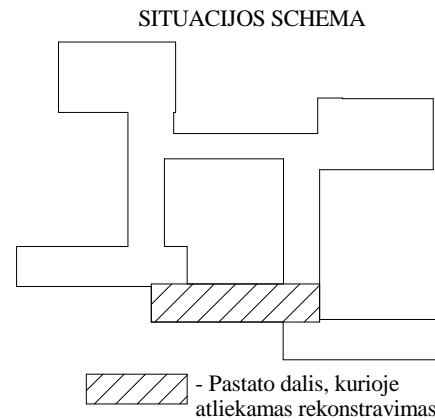 SITUACIJOS SCHEMA
- Pastato dalis, kurioje
atliekamas rekonstravimas